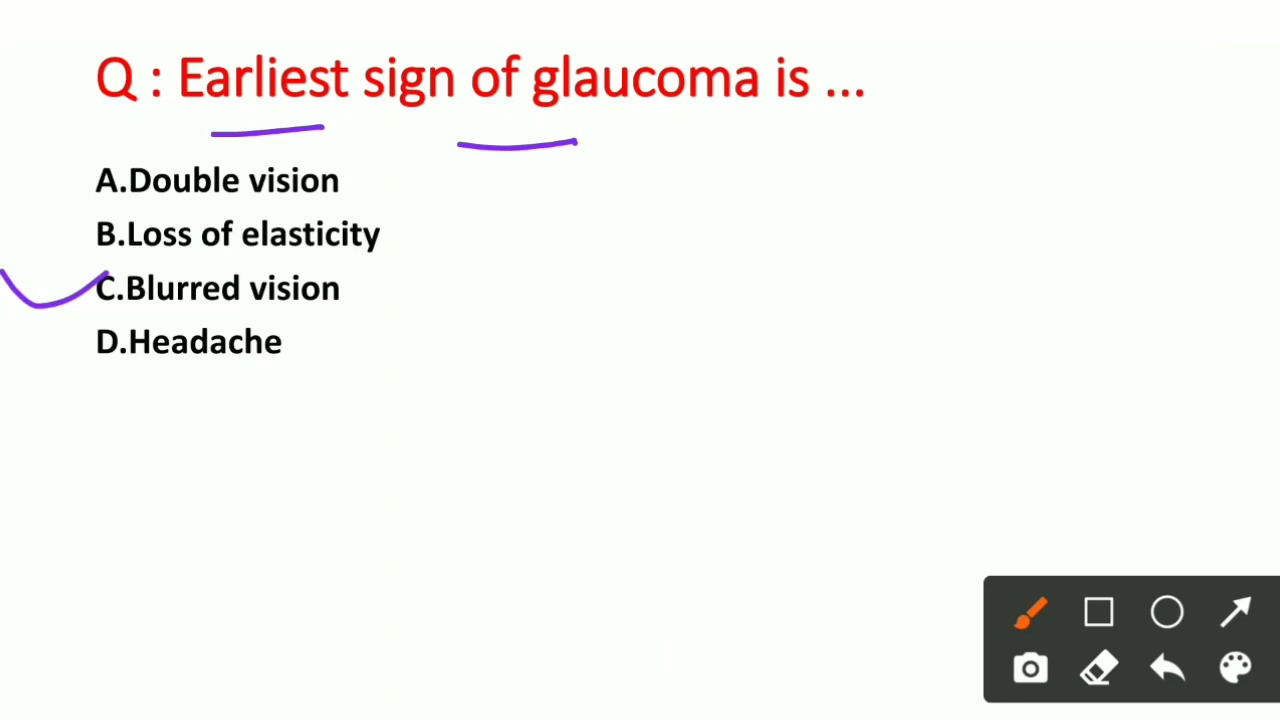 Q : Earliest sign of glaucoma is ...
A.Double vision
B.Loss of elasticity
C.Blurred vision
D.Headache